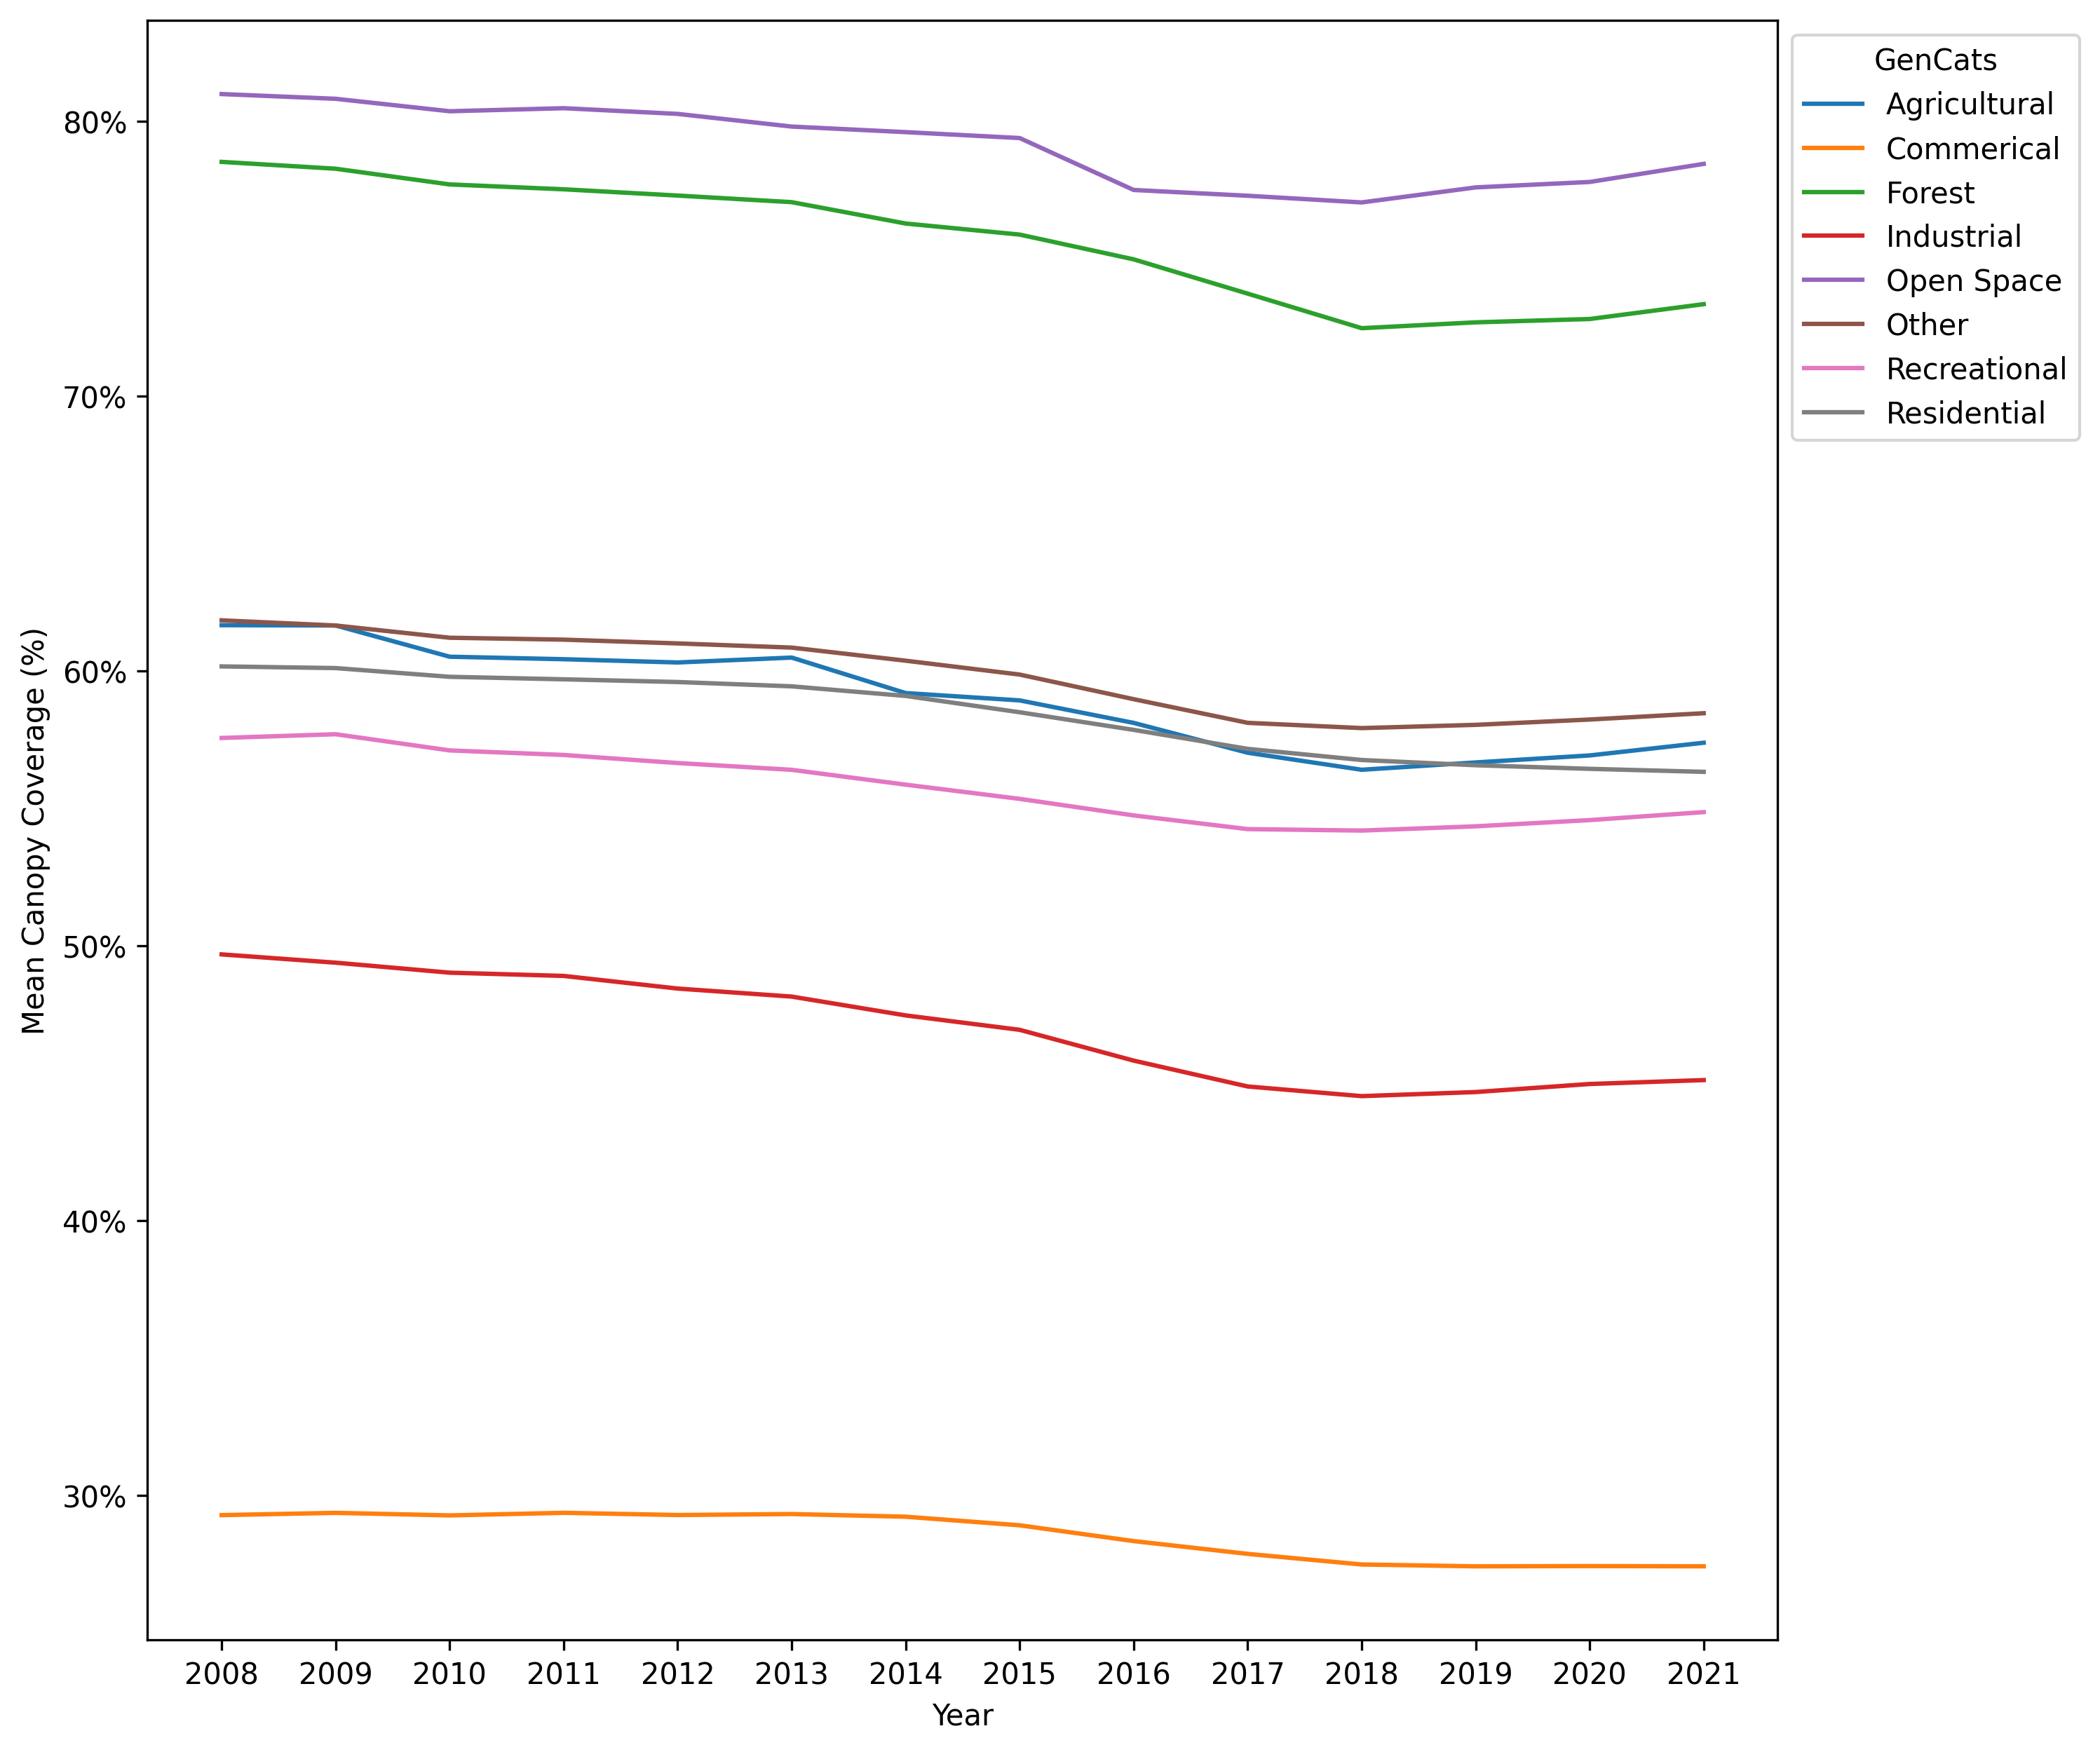 GenCats
Agricultural
Commerical
Forest
Industrial
Open Space
Other
Recreational
Residential
Mean Canopy Coverage (%)
80%
70%
60%
50%
40%
30%
2008 2009 2010 2011 2012 2013 2014 2015 2016 2017 2018 2019 2020 2021
Year